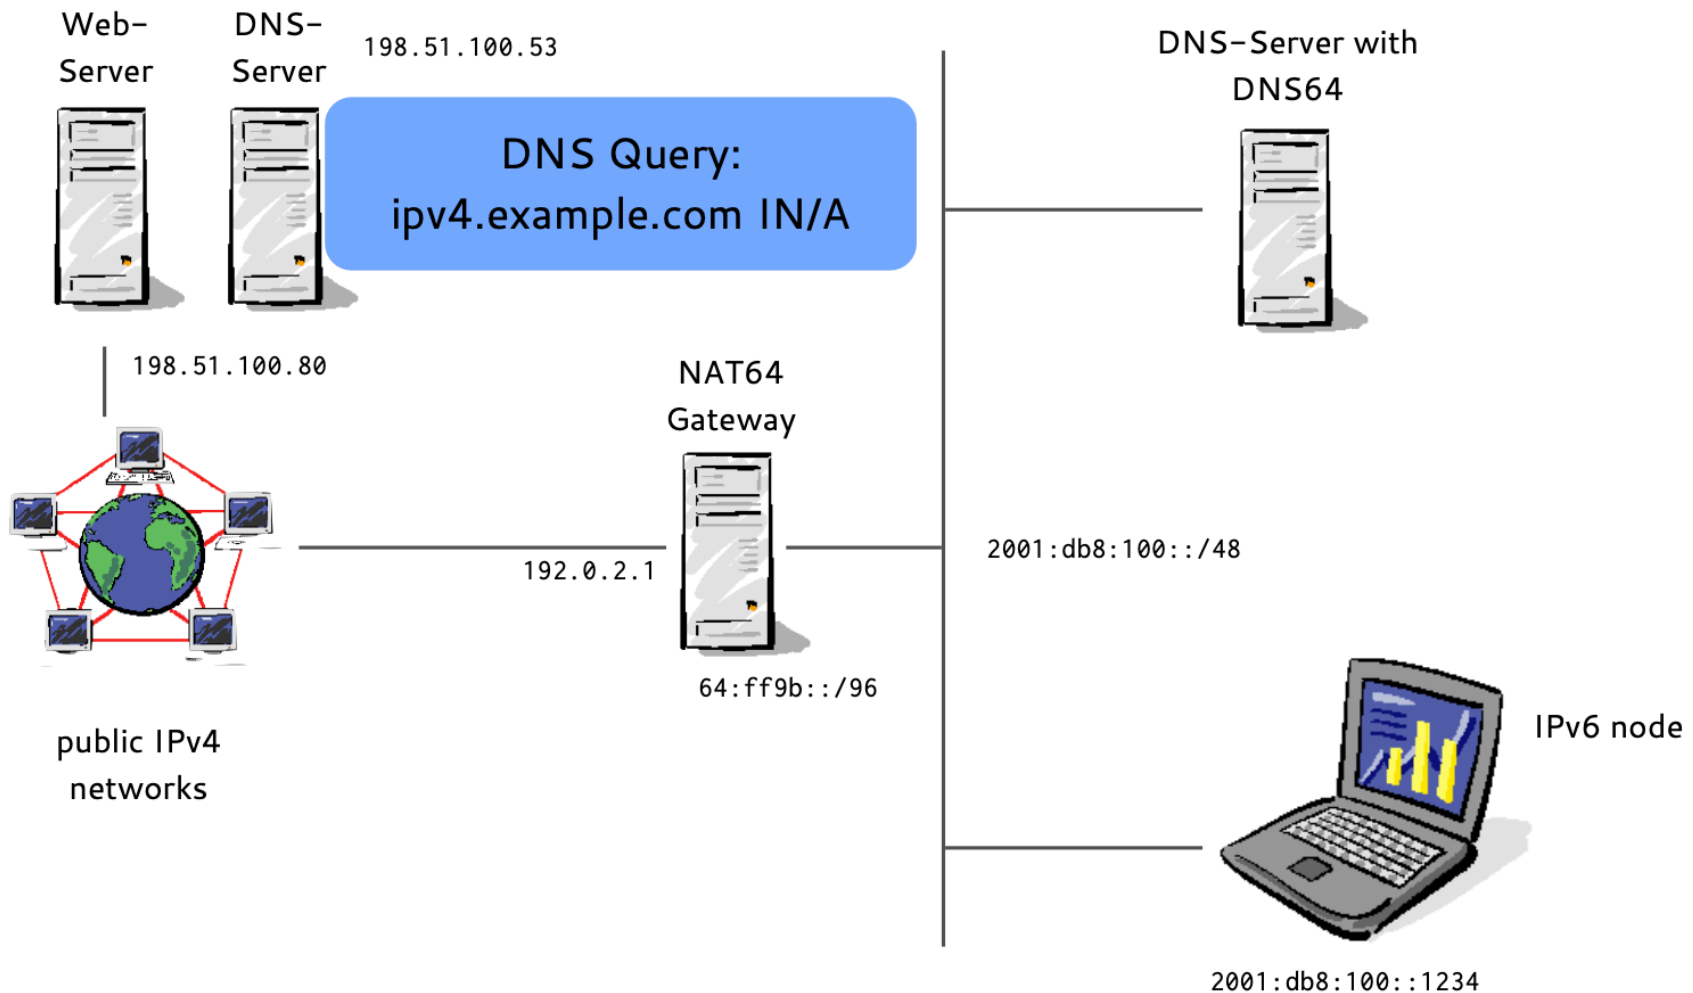 Web-
Server
DNS-
Server
198.51.100.53
DNS-Server with
DNS64
DNS Query:
ipv4.example.com IN/A
198.51.100.80
NAT64
Gateway
192.0.2.1
2001:db8:100::/48
64:ff9b::/96
public IPv4
networks
IPv6 node
2001:db8:100::1234